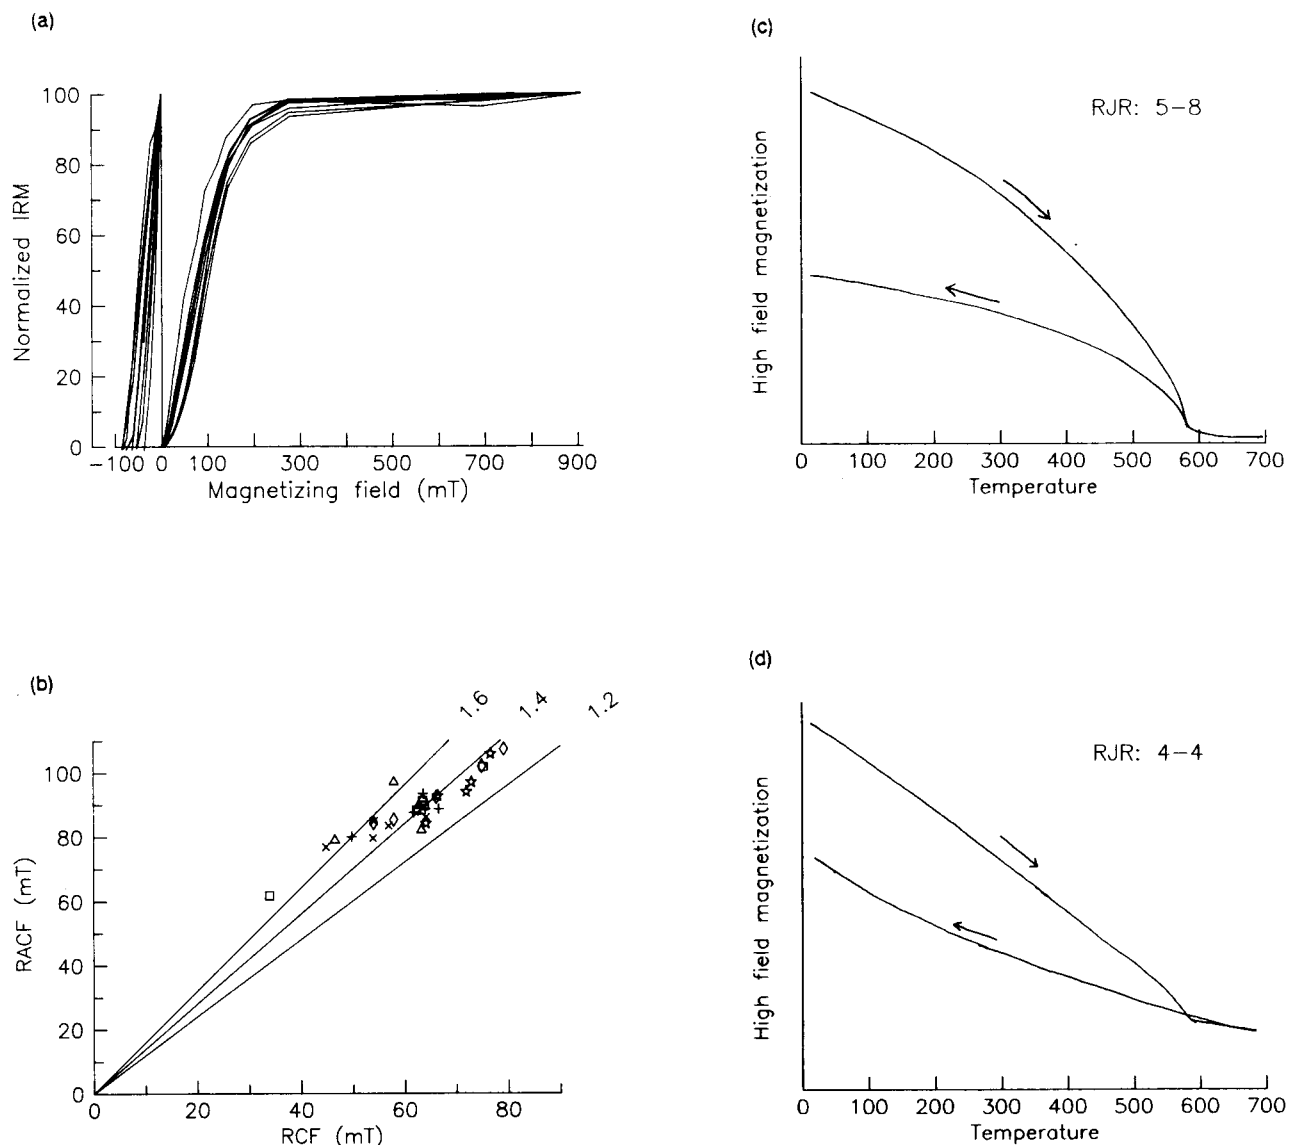 (a)
Normalized IRM
100
80
60
40
20
0
-100 0 100 300 500 700 900
Magnetizing field (mT)
(c)
High field magnetization
RJR: 5-8
0 100 200 300 400 500 600 700
Temperature
(b)
1.6 1.4 1.2
RACF (mT)
100
80
60
40
20
0
0 20 40 60 80
RCF (mT)
(d)
High field magnetization
RJR: 4-4
0 100 200 300 400 500 600 700
Temperature